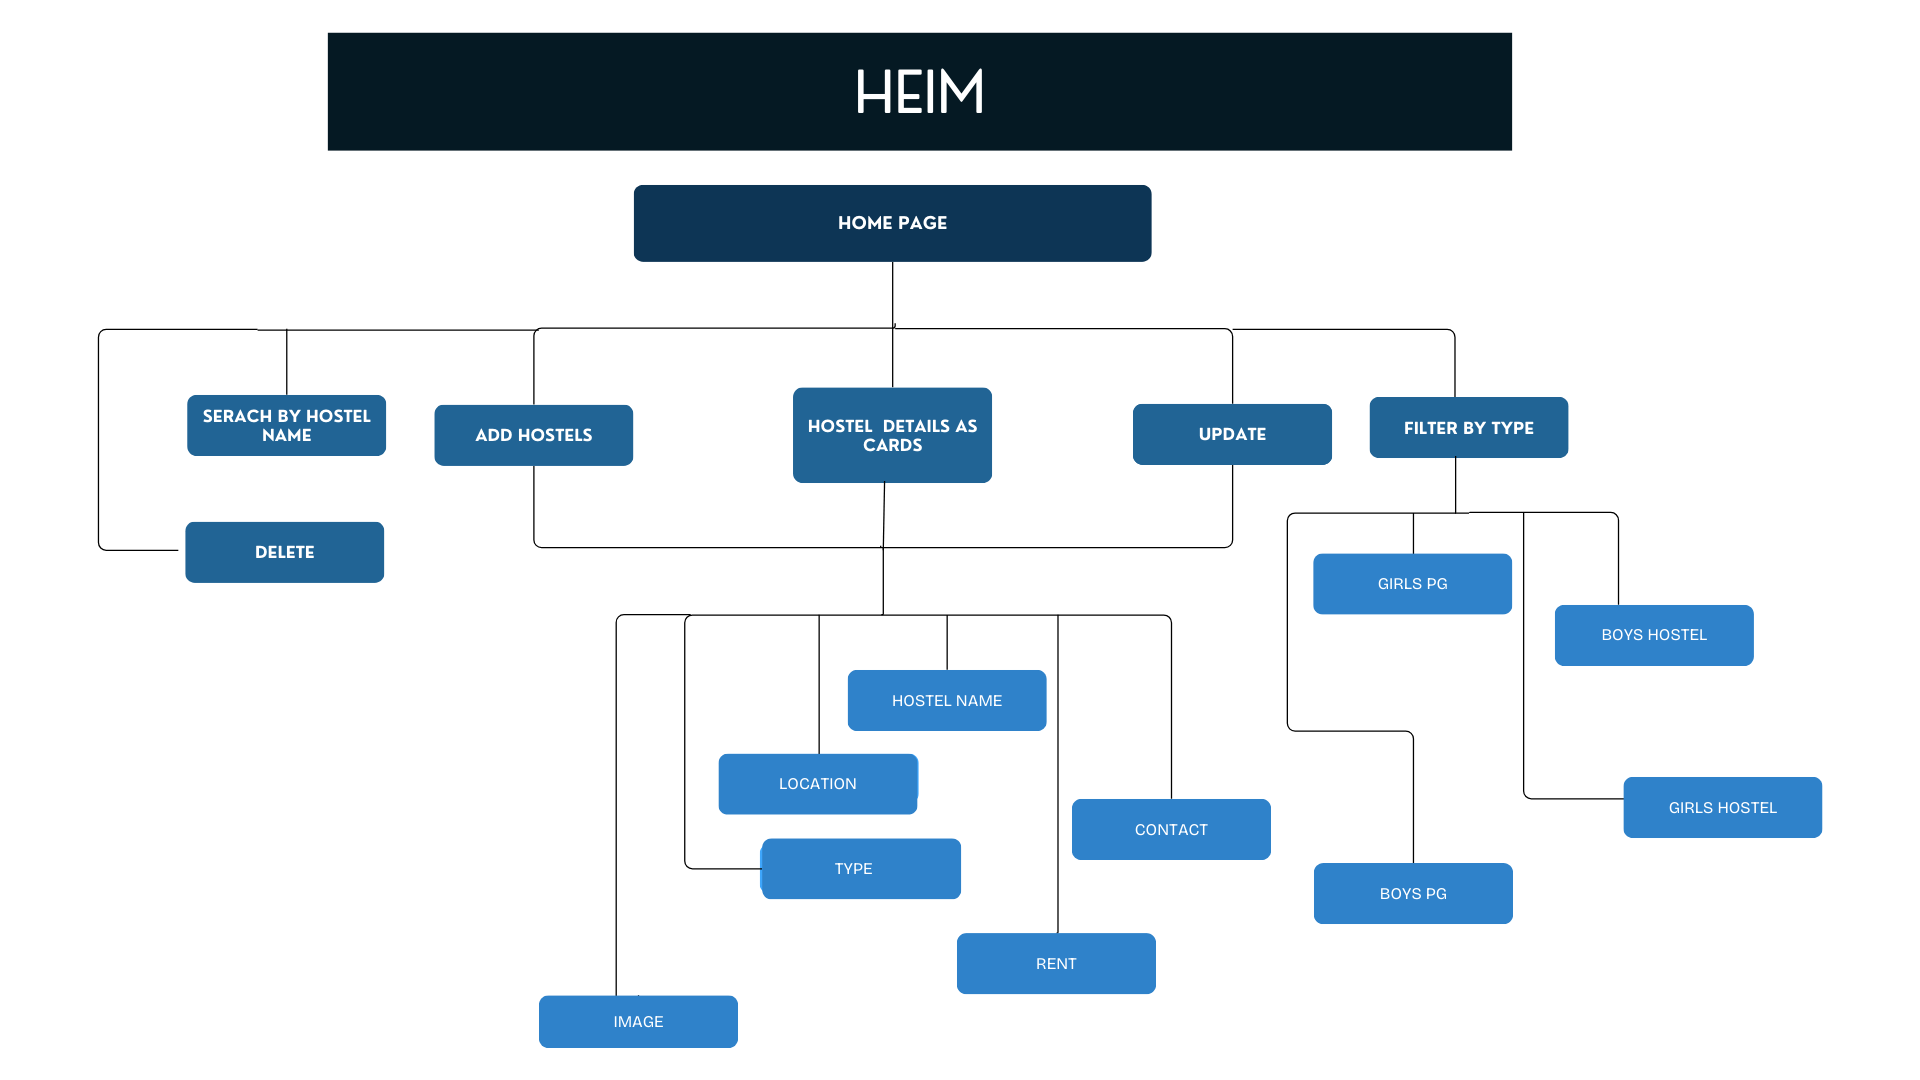 HEIM
HOME PAGE
SERACH BY HOSTEL
NAME
ADD HOSTELS
HOSTEL  DETAILS AS
CARDS
UPDATE
FILTER BY TYPE
DELETE
GIRLS PG
BOYS HOSTEL
HOSTEL NAME
LOCATION
CONTACT
GIRLS HOSTEL
TYPE
BOYS PG
RENT
IMAGE